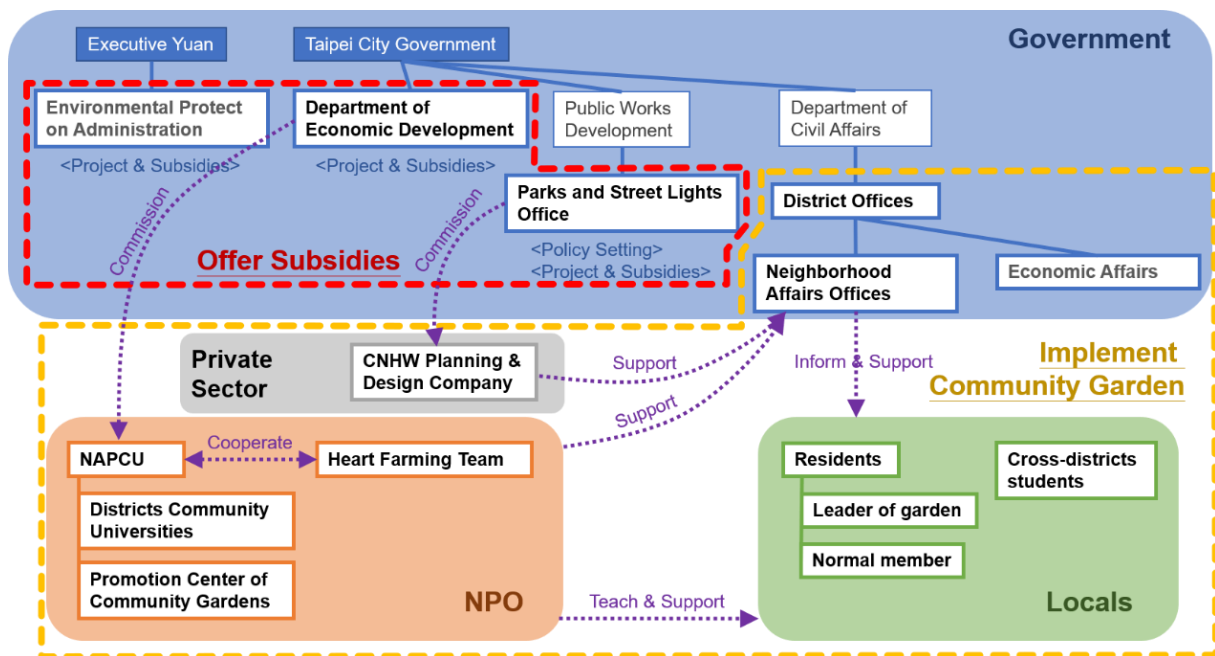 Government
Executive Yuan
Taipei City Government
Environmental Protect
on Administration
<Project & Subsidies>
Department of
Economic Development
<Project & Subsidies>
Public Works
Development
Department of
Civil Affairs
Parks and Street Lights
Office
<Policy Setting>
<Project & Subsidies>
District Offices
Neighborhood
Affairs Offices
Economic Affairs
Commission
Commission
Offer Subsidies
Private
Sector
CNHW Planning &
Design Company
Support
Support
Inform & Support
Implement
Community Garden
NAPCU
Cooperate
Heart Farming Team
Districts Community
Universities
Promotion Center of
Community Gardens
NPO
Teach & Support
Residents
Leader of garden
Normal member
Cross-districts
students
Locals